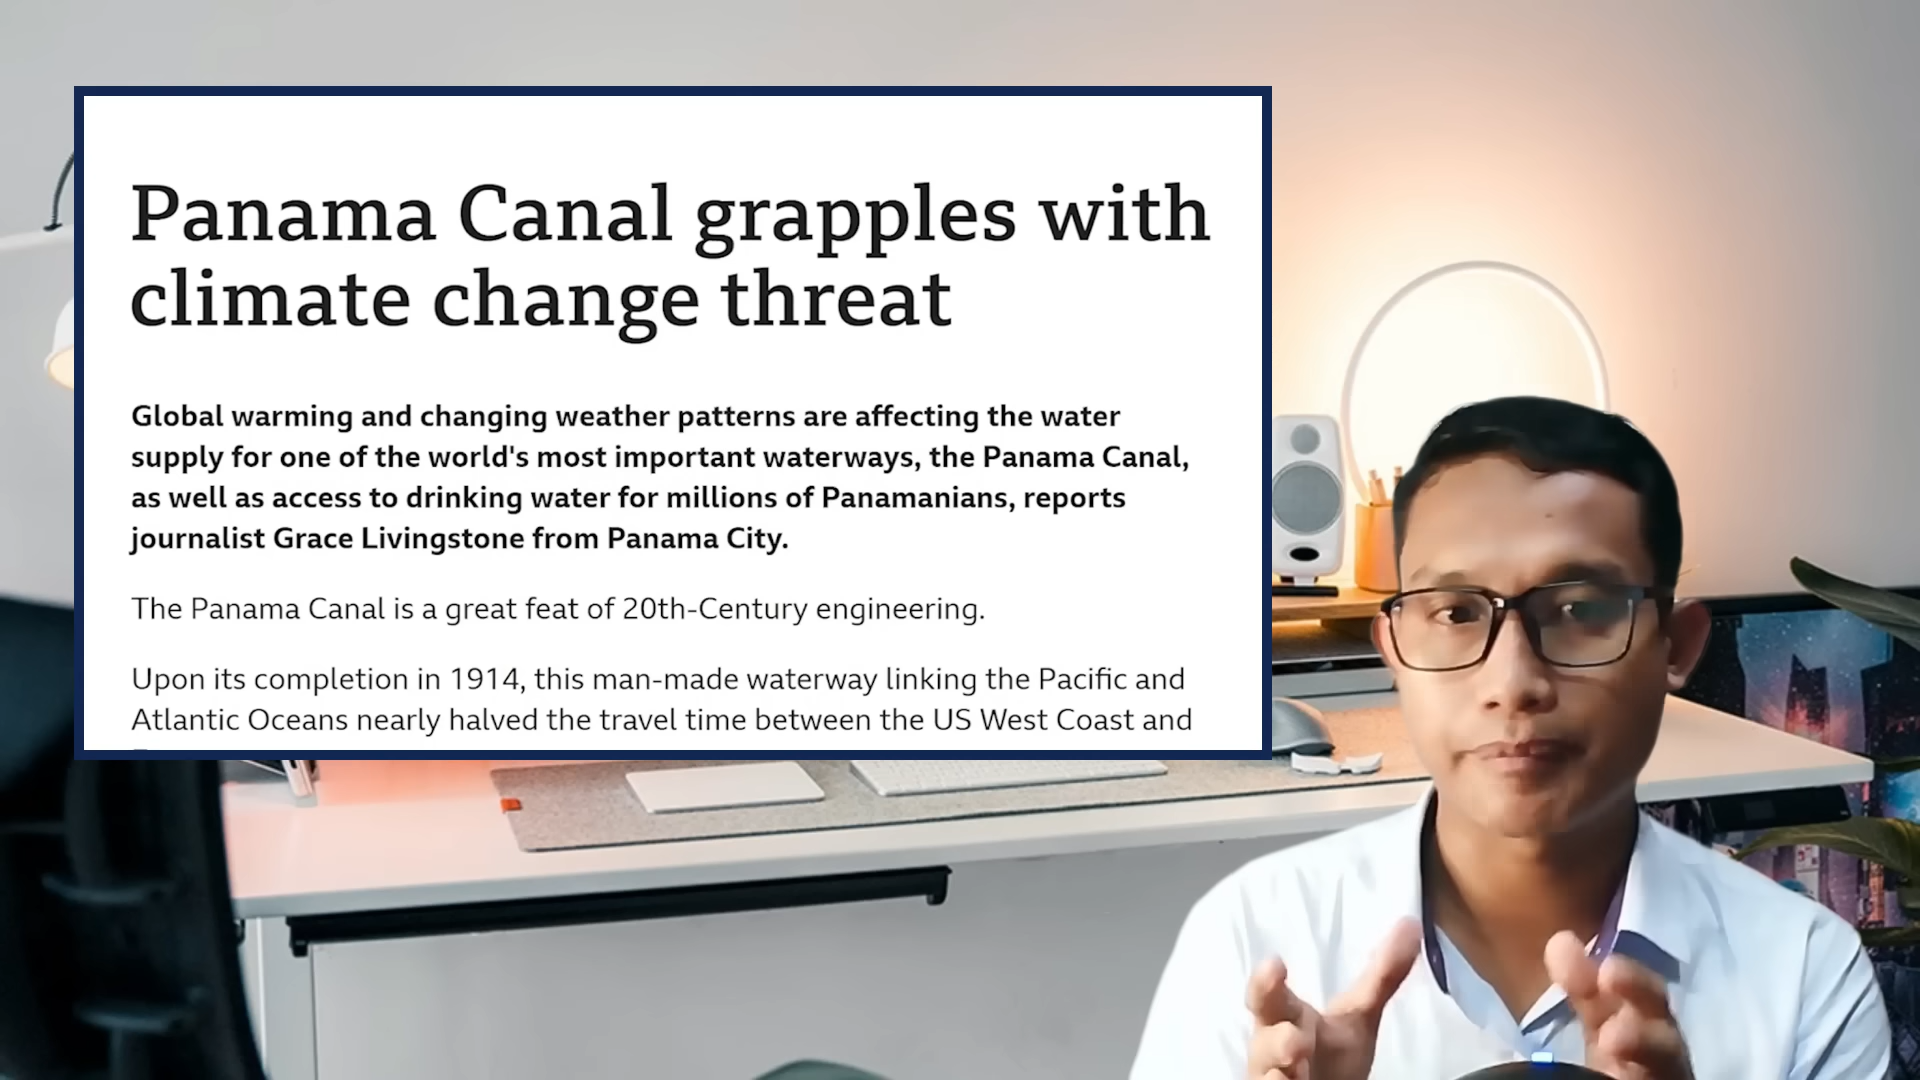 Panama Canal grapples with
climate change threat
Global warming and changing weather patterns are affecting the water
supply for one of the world's most important waterways, the Panama Canal,
as well as access to drinking water for millions of Panamanians, reports
journalist Grace Livingstone from Panama City.
The Panama Canal is a great feat of 20th-Century engineering.
Upon its completion in 1914, this man-made waterway linking the Pacific and
Atlantic Oceans nearly halved the travel time between the US West Coast and